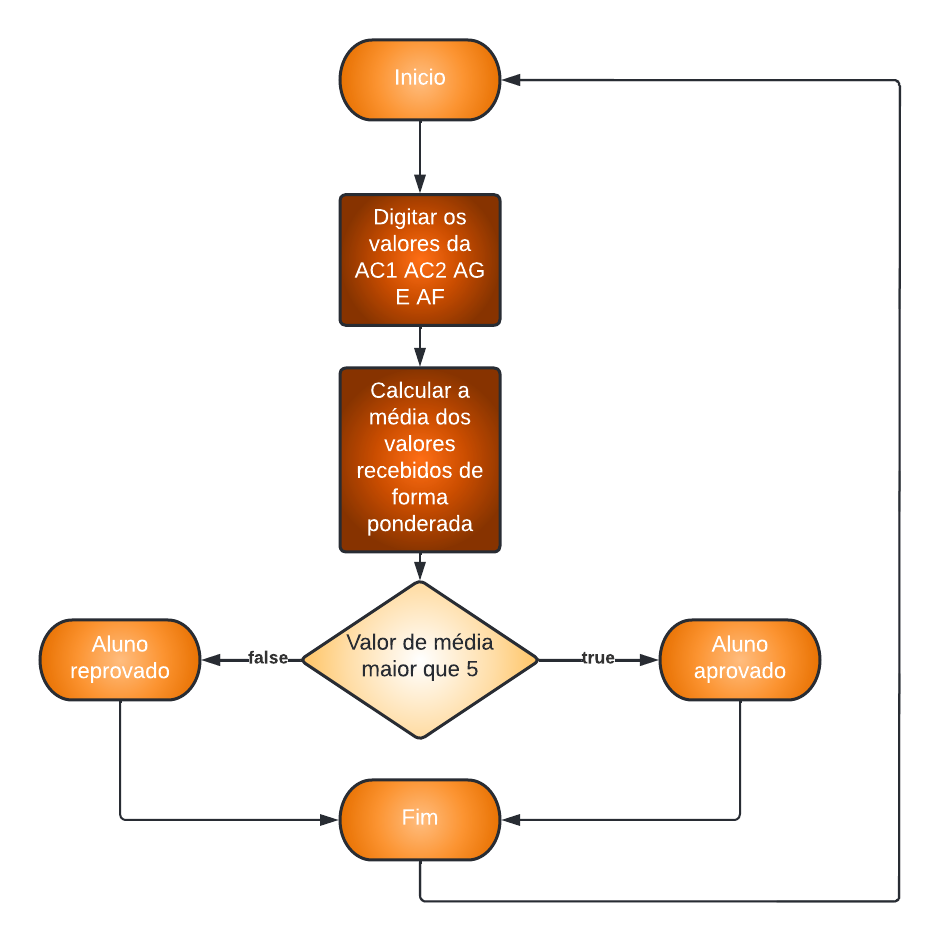 Inicio
Digitar os
valores da
AC1 AC2 AG
E AF
Calcular a
média dos
valores
recebidos de
forma
ponderada
Valor de média
maior que 5
false
true
Aluno
reprovado
Aluno
aprovado
Fim